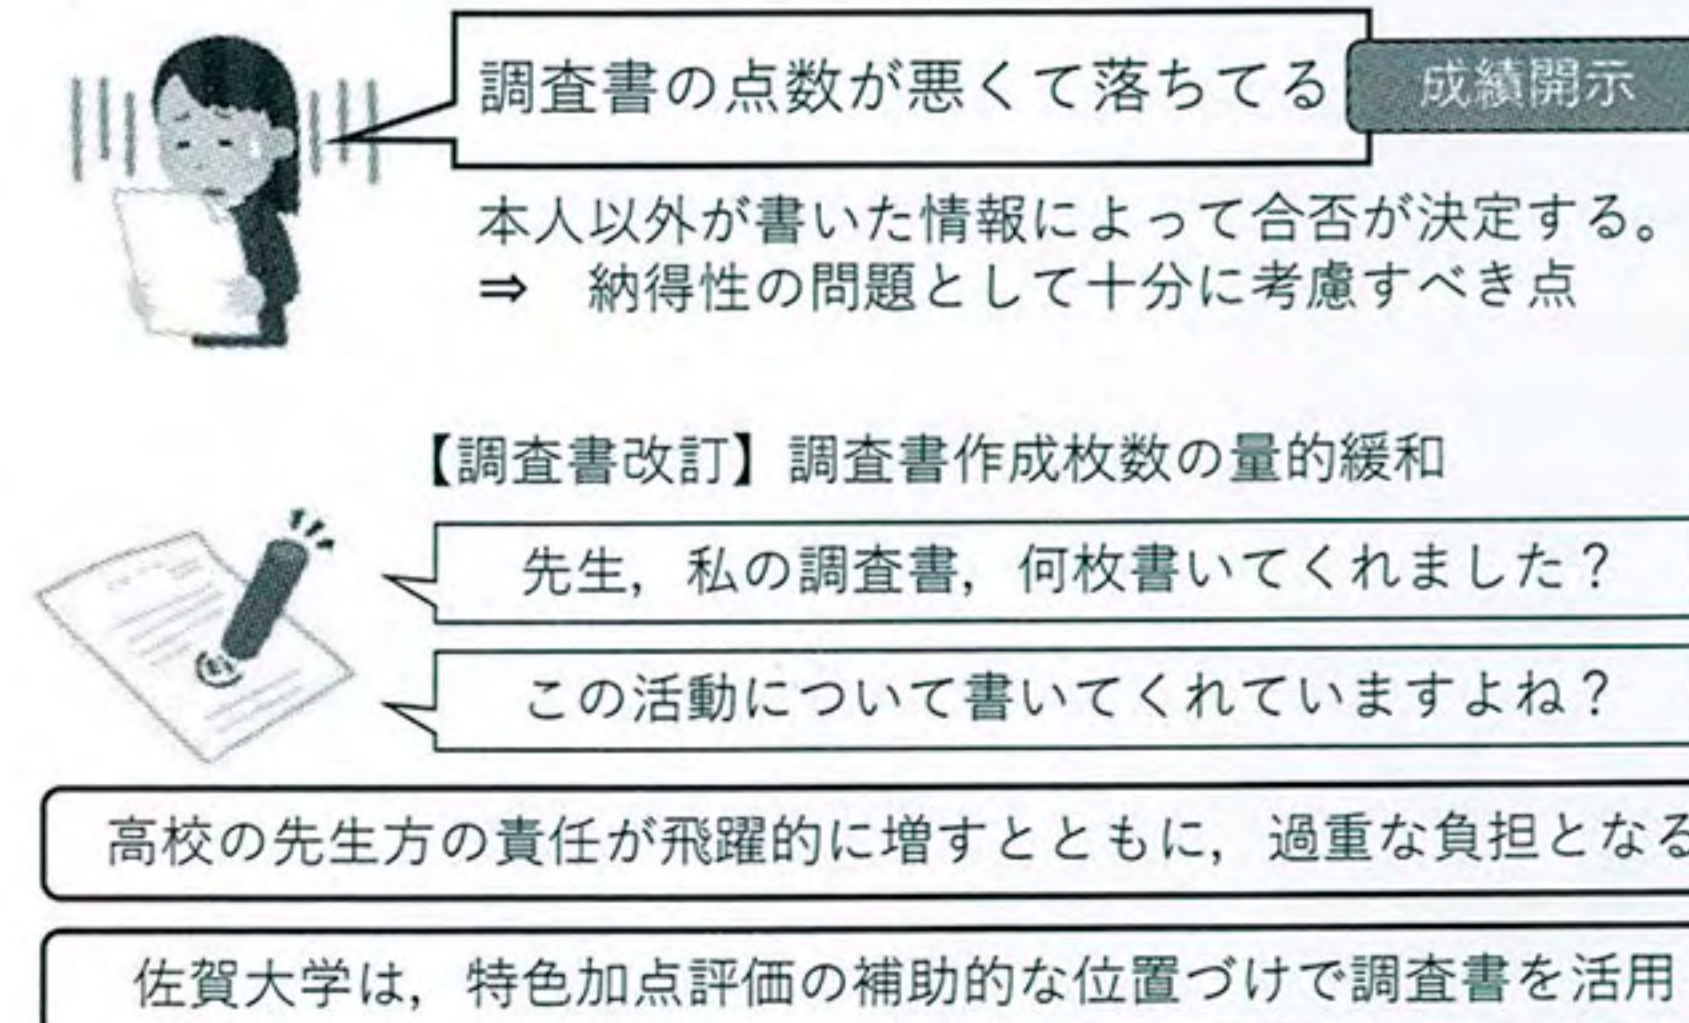 調査書の点数が悪くて落ちてる
成績開示
本人以外が書いた情報によって合否が決定する。
⇒ 納得性の問題として十分に考慮すべき点
【調査書改訂】調査書作成枚数の量的緩和
先生，私の調査書，何枚書いてくれました？
この活動について書いてくれていますよね？
高校の先生方の責任が飛躍的に増すとともに，過重な負担となる
佐賀大学は，特色加点評価の補助的な位置づけで調査書を活用